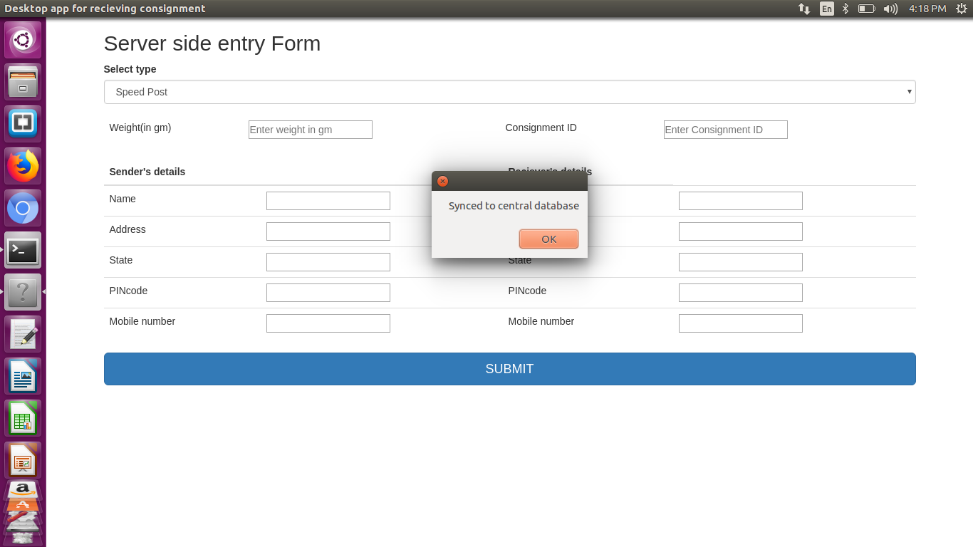 Desktop app for recieving consignment
En
4:18 PM
Server side entry Form
Select type
Speed Post
Weight(in gm)
Enter weight in gm
Consignment ID
Enter Consignment ID
Sender's details
Reciever's details
Synced to central database
OK
Name
Address
State
State
PINcode
PINcode
Mobile number
Mobile number
SUBMIT